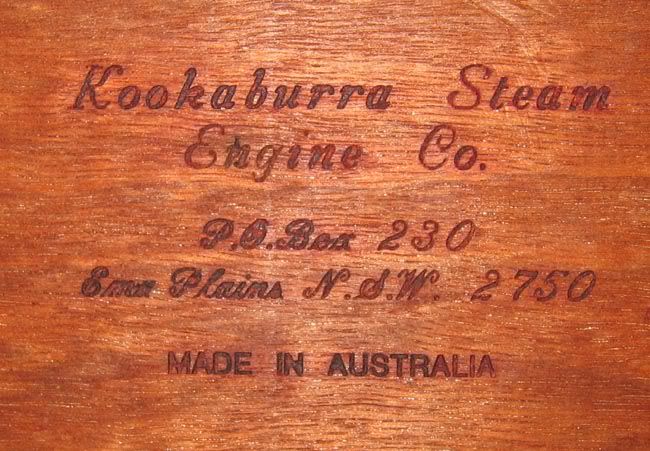 Kookaburra Steam
Engine Co.
P.O.Box 230
Emu Plains N.S.W. 2750
MADE IN AUSTRALIA